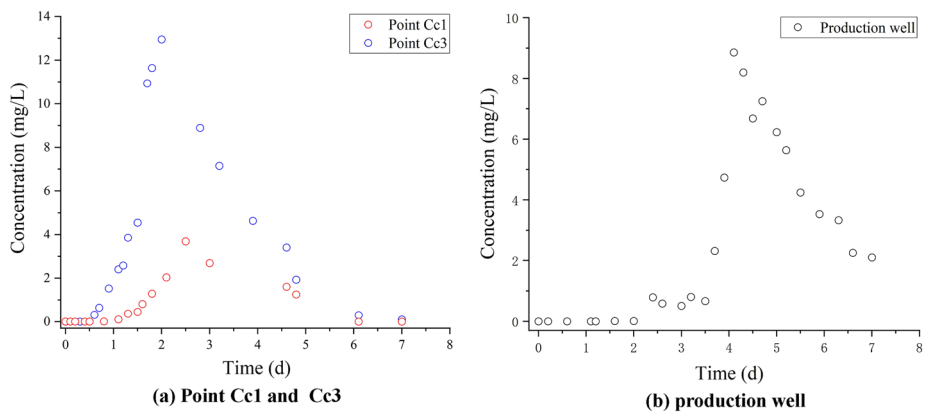 Point Cc1
Point Cc3
14
12
10
8
6
4
2
0
Concentration (mg/L)
0 1 2 3 4 5 6 7 8
Time (d)
(a) Point Cc1 and Cc3
Production well
10
8
6
4
2
0
Concentration (mg/L)
0 1 2 3 4 5 6 7 8
Time (d)
(b) production well